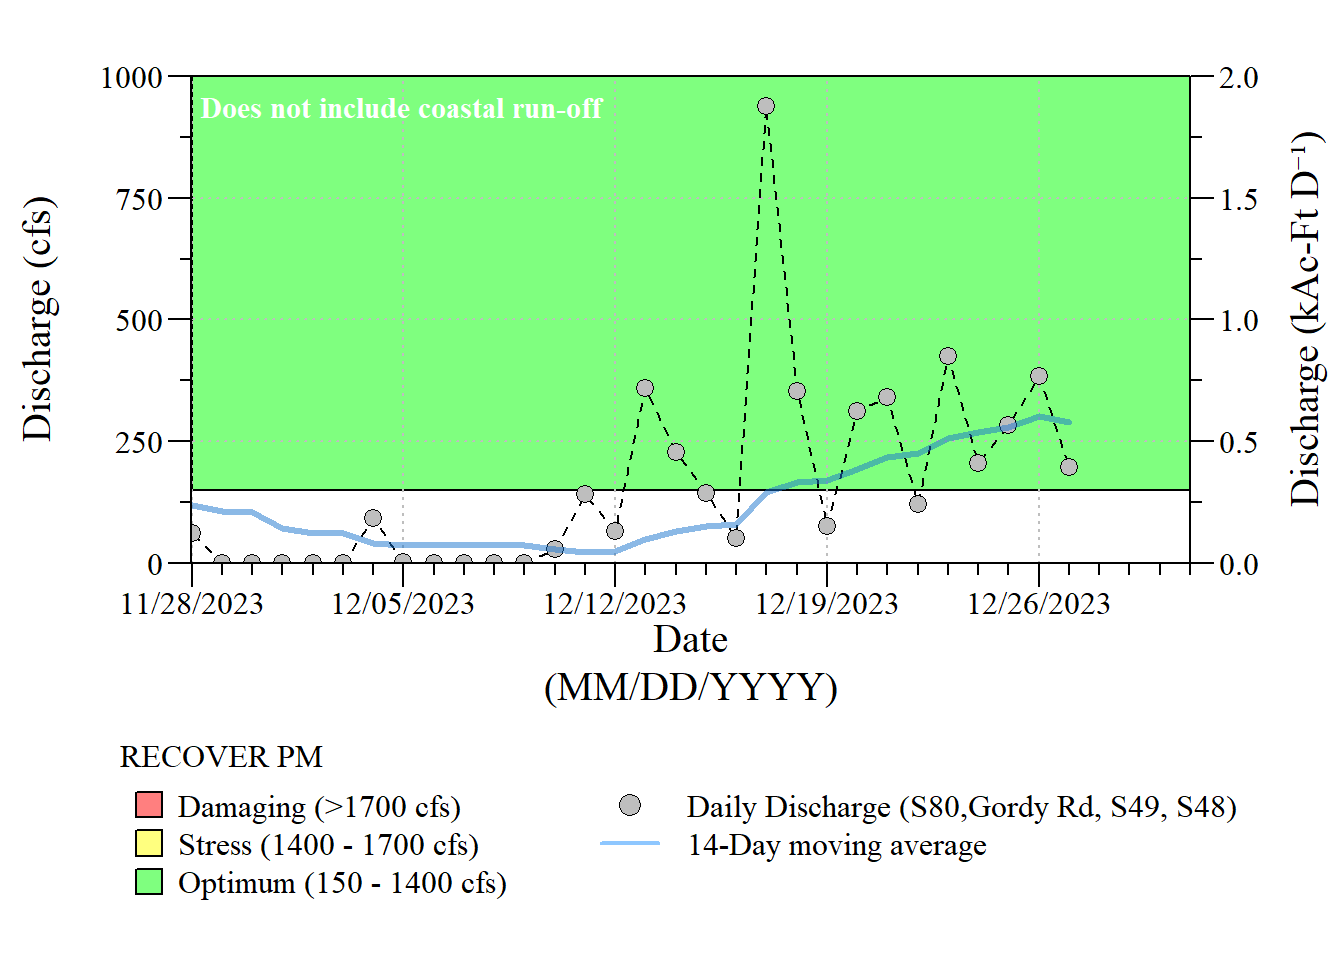 Does not include coastal run-off
1000
750
500
250
0
Discharge (cfs)
2.0
1.5
1.0
0.5
0.0
Discharge (kAc-Ft D⁻¹)
11/28/2023 12/05/2023 12/12/2023 12/19/2023 12/26/2023
Date
(MM/DD/YYYY)
RECOVER PM
Damaging (>1700 cfs)
Stress (1400 - 1700 cfs)
Optimum (150 - 1400 cfs)
Daily Discharge (S80,Gordy Rd, S49, S48)
14-Day moving average